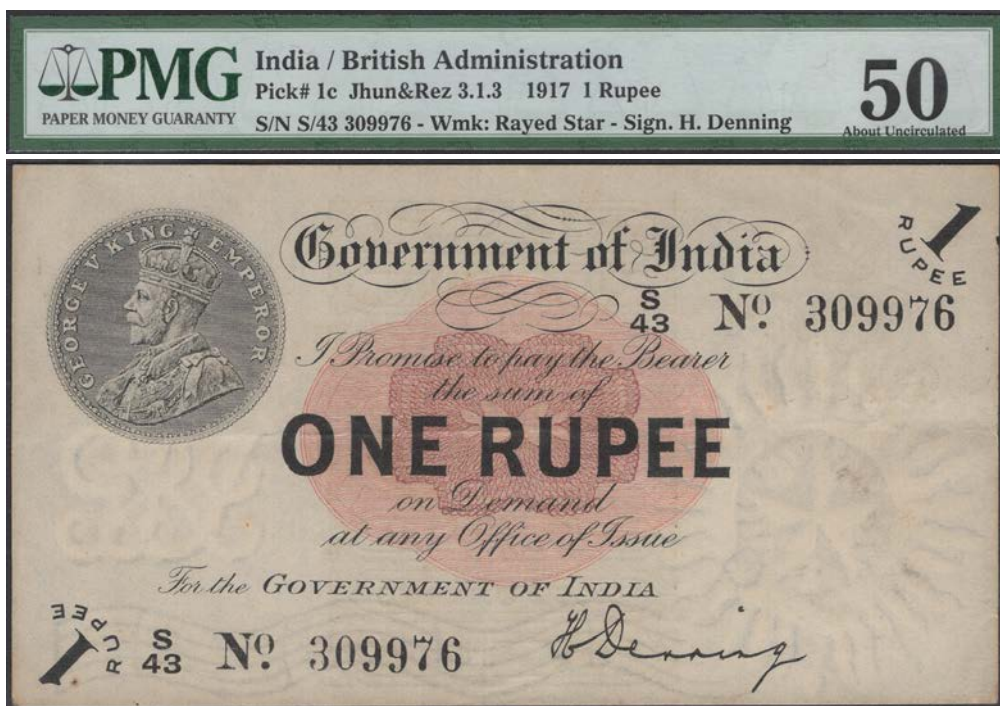 PMG
PAPER MONEY GUARANTY
India / British Administration
Pick# 1c Jhun&Rez 3.1.3 1917 1 Rupee
S/N S/43 309976 - Wmk: Rayed Star - Sign. H. Denning
50
About Uncirculated
GEORGE V KING EMPEROR
Government of India
1
RUPEE
S
43 Nº 309976
I Promise to pay the Bearer
the sum of
ONE RUPEE
on Demand
at any Office of Issue
For the GOVERNMENT OF INDIA
1
RUPEE
S
43 Nº 309976
H Denning